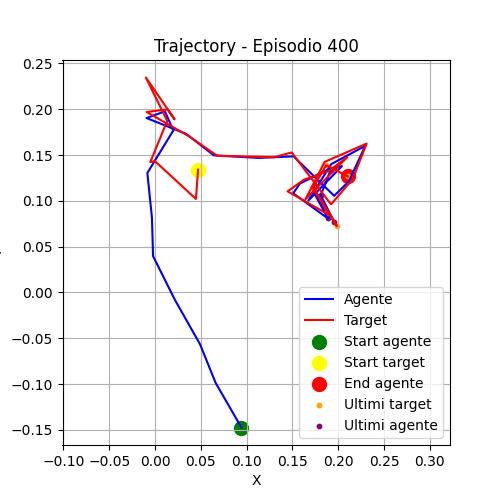 Trajectory - Episodio 400
0.25
0.20
0.15
0.10
0.05
0.00
−0.05
−0.10
−0.15
Agente
Target
Start agente
Start target
End agente
Ultimi target
Ultimi agente
−0.10 −0.05 0.00 0.05 0.10 0.15 0.20 0.25 0.30
X